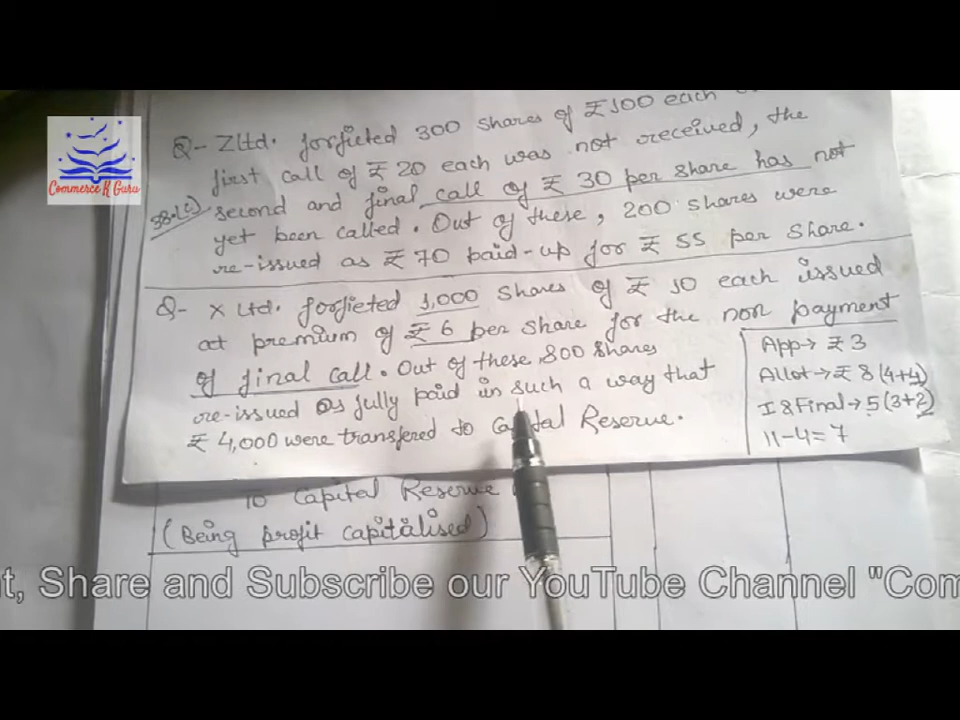 Q- Z Ltd. forfieted 300 shares of ₹100 each
first call of ₹ 20 each was not received, the
second and final call of ₹ 30 per share has not
yet been called. Out of these, 200 shares were
re-issued as ₹70 paid-up for ₹ 55 per share.
Q- X Ltd. forfieted 1,000 shares of ₹ 10 each issued
at premium of ₹ 6 per share for the non payment
of final call. Out of these 800 shares
re-issued as fully paid in such a way that
₹ 4,000 were transfered to Capital Reserve.
App→ ₹ 3
Allot→ ₹ 8 (4+4)
I & Final→ 5 (3+2)
11-4=7
To Capital Reserve
(Being profit capitalised)
Commerce K Guru
t, Share and Subscribe our YouTube Channel "Com